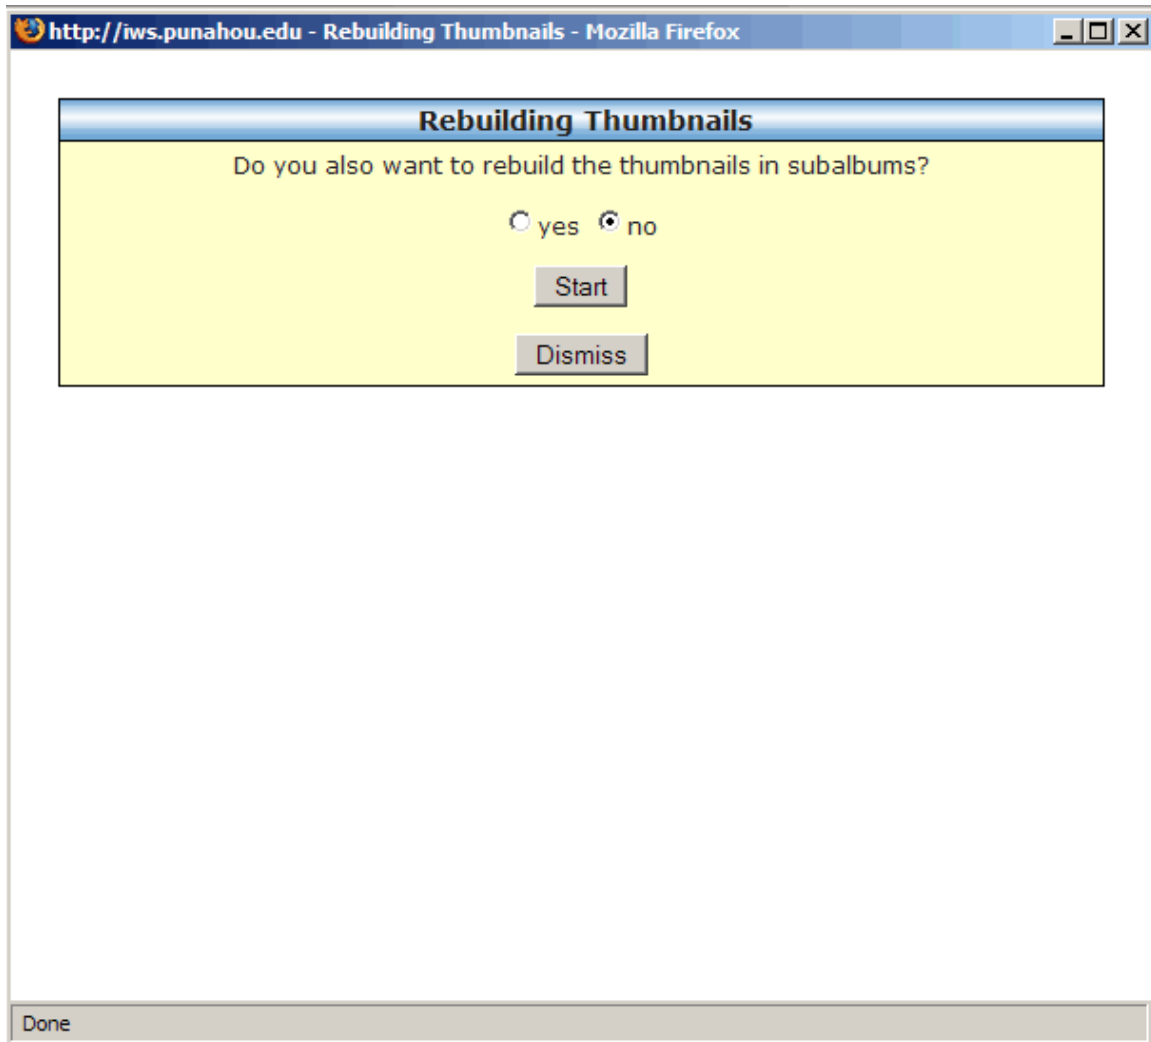 http://iws.punahou.edu - Rebuilding Thumbnails - Mozilla Firefox
Rebuilding Thumbnails
Do you also want to rebuild the thumbnails in subalbums?
yes no
Start
Dismiss
Done